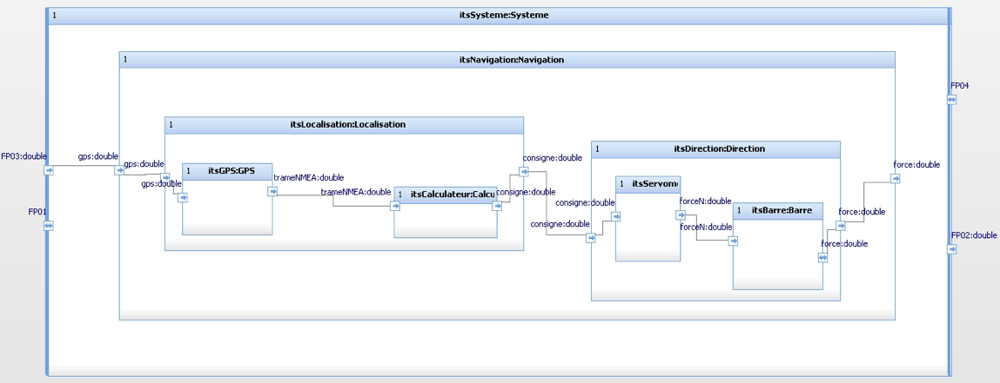 1 itsSysteme:Systeme
1 itsNavigation:Navigation
FP04
1 itsLocalisation:Localisation
1 itsDirection:Direction
FP03:double
gps:double
gps:double
consigne:double
force:double
1 itsGPS:GPS
trameNMEA:double
gps:double
1 itsServom
trameNMEA:double
1 itsCalculateur:Calcu
consigne:double
consigne:double
forceN:double
FP01
1 itsBarre:Barre
force:double
consigne:double
forceN:double
FP02:double
force:double